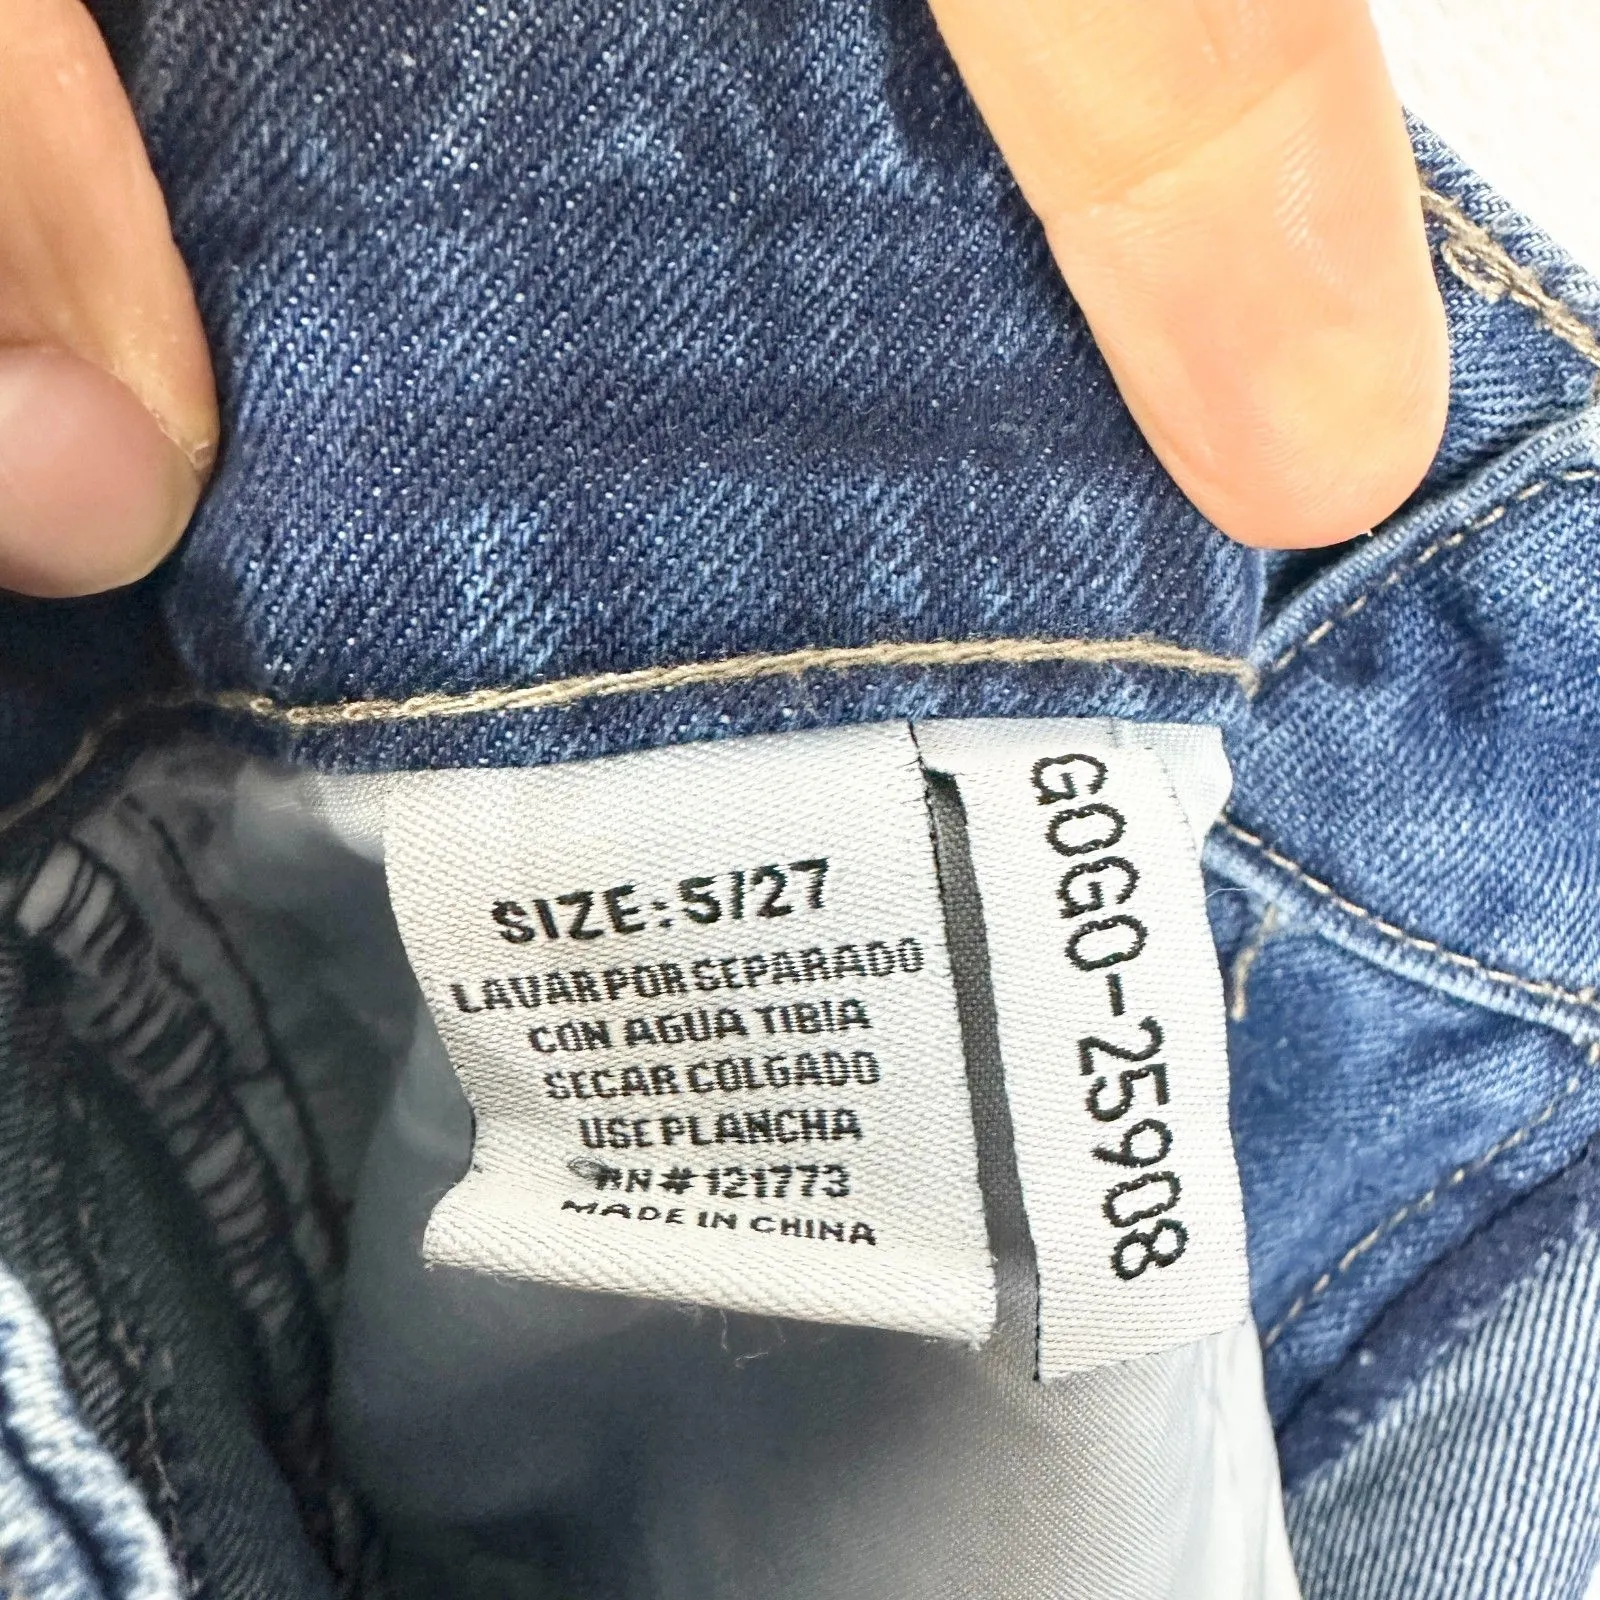 SIZE:5/27
LAVAR POR SEPARADO
CON AGUA TIBIA
SECAR COLGADO
USE PLANCHA
RN#121773
MADE IN CHINA
GOGO-25908